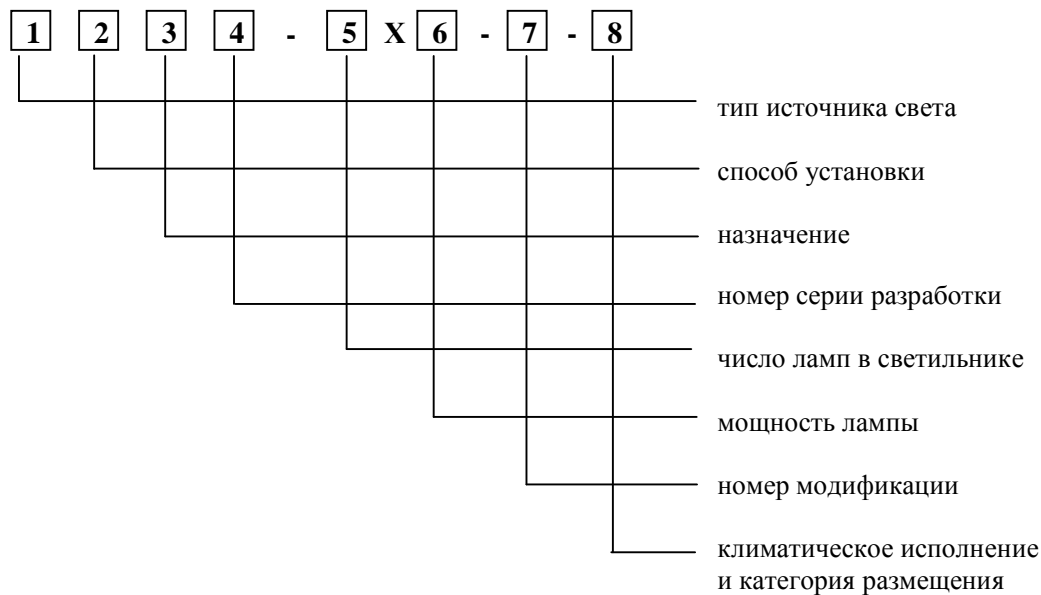 1 2 3 4 - 5 X 6 - 7 - 8
тип источника света
способ установки
назначение
номер серии разработки
число ламп в светильнике
мощность лампы
номер модификации
климатическое исполнение
и категория размещения